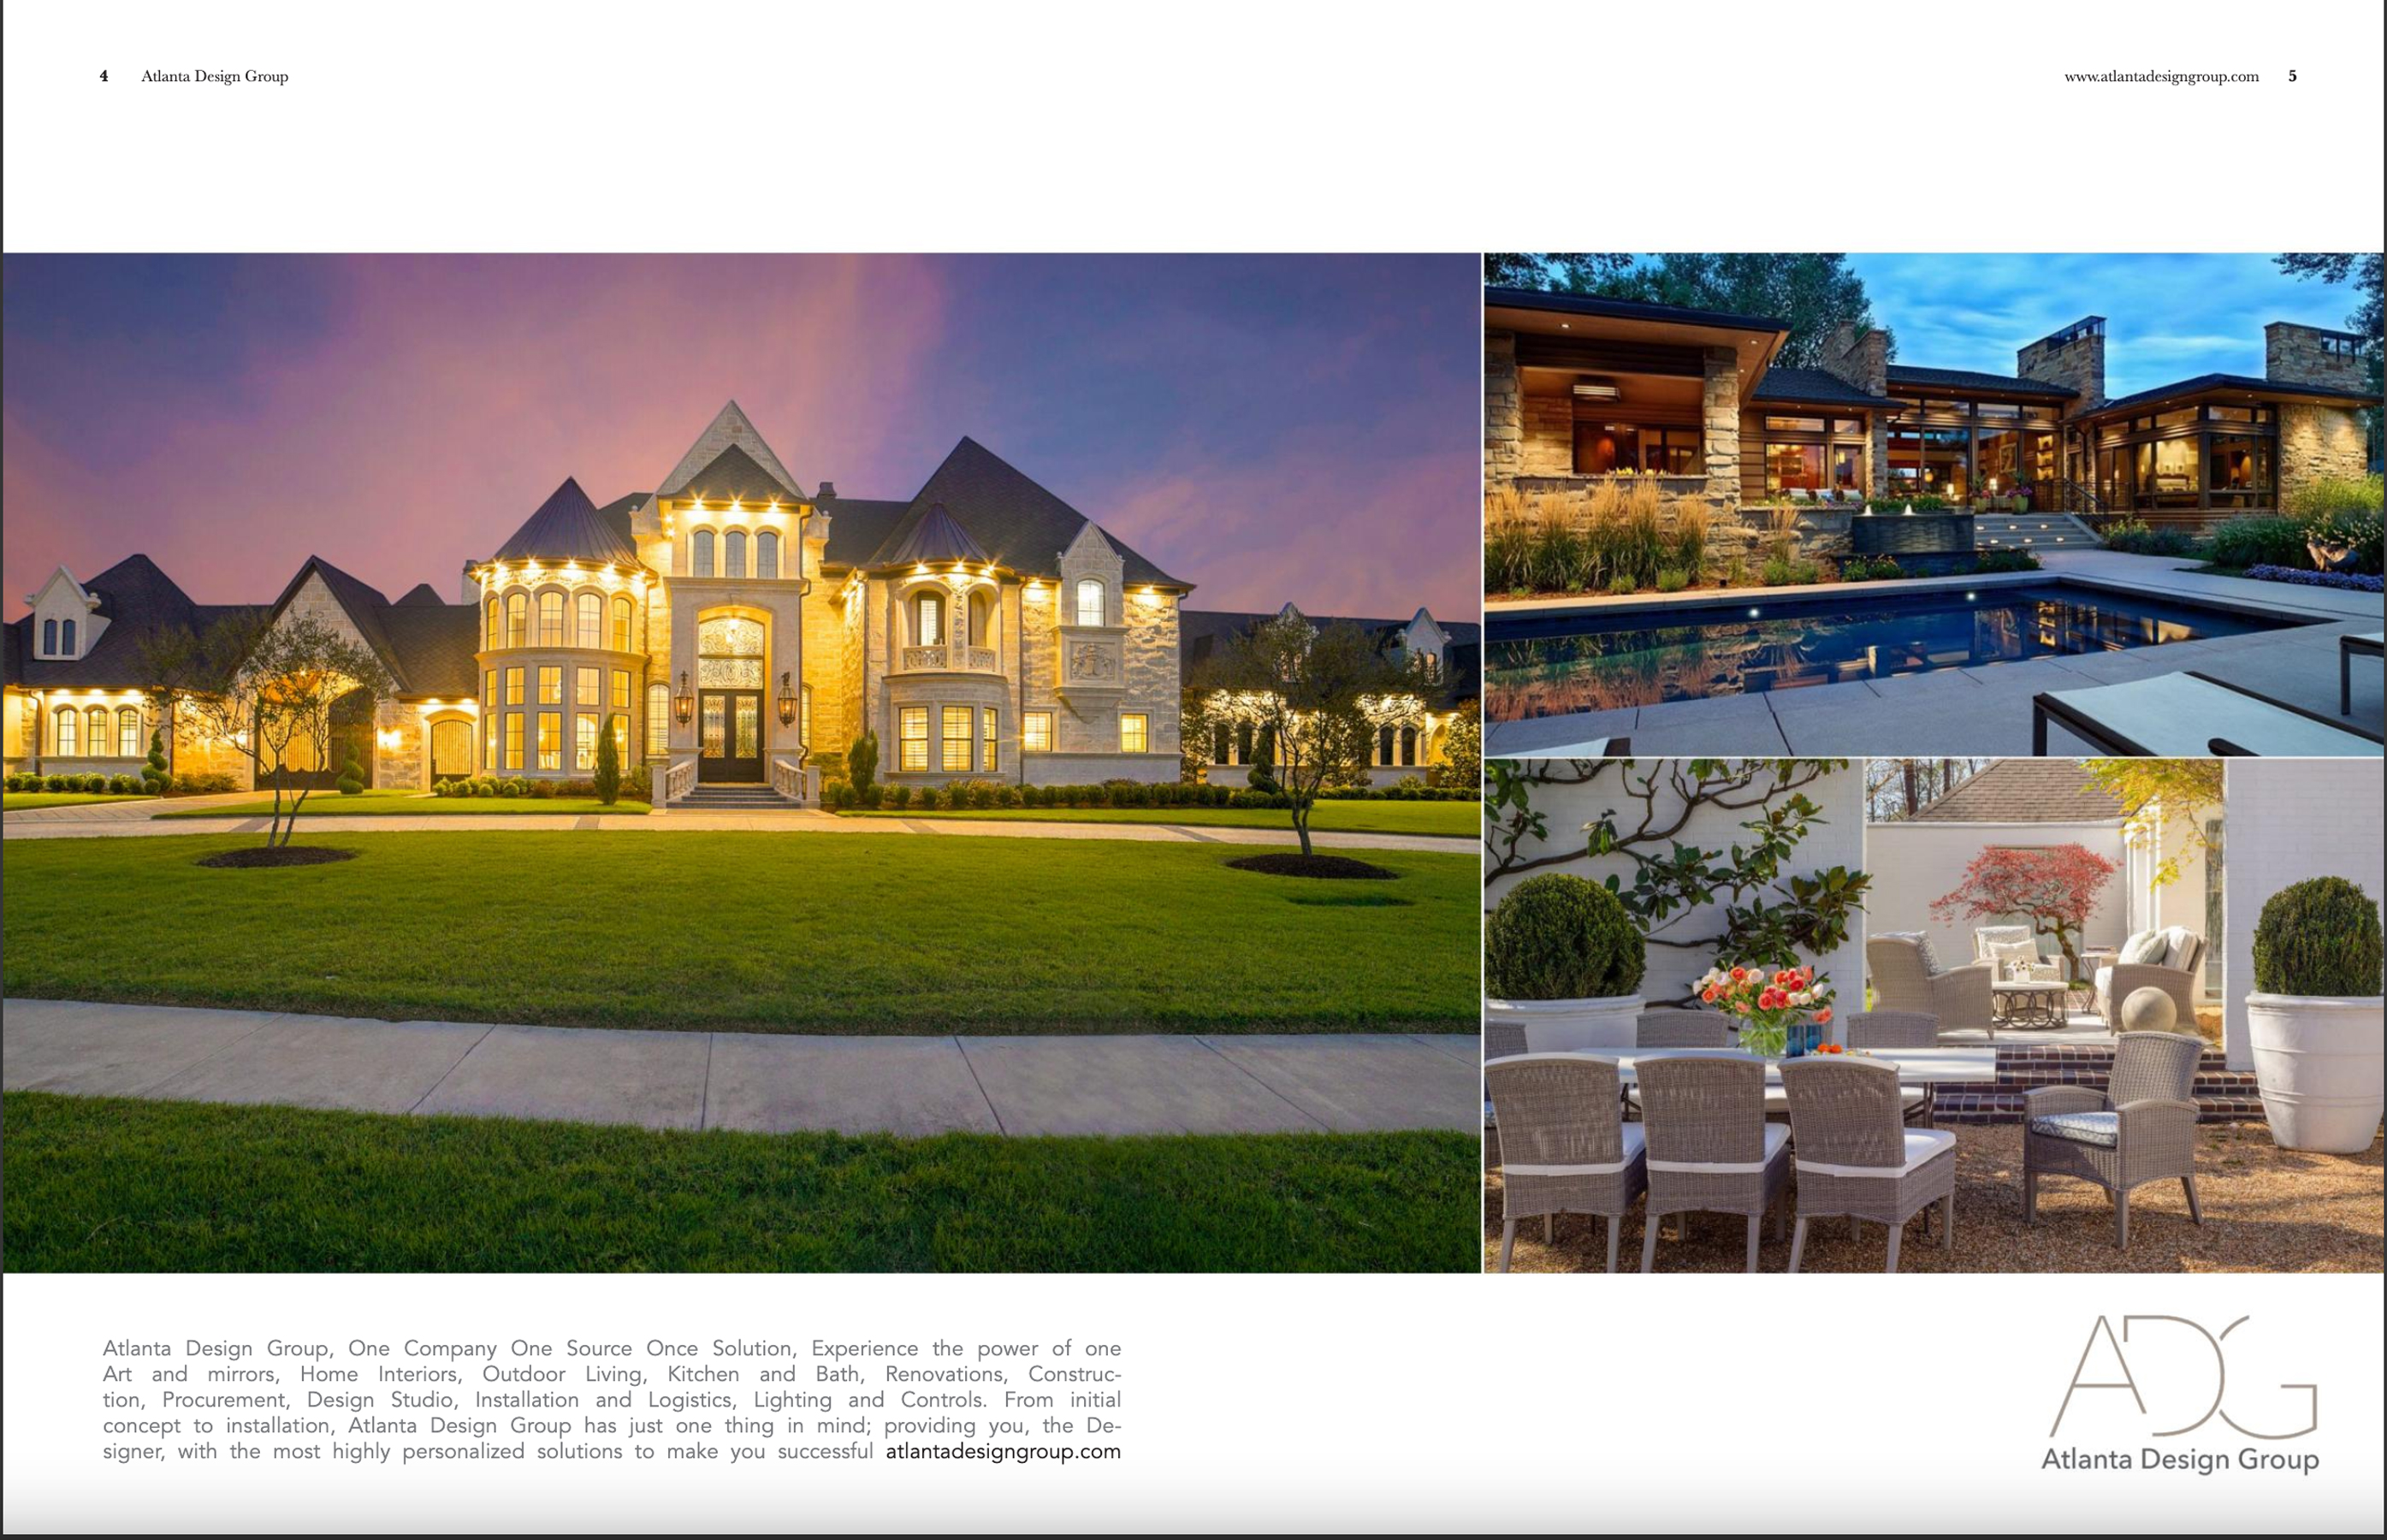 4 Atlanta Design Group
www.atlantadesigngroup.com 5
Atlanta Design Group, One Company One Source Once Solution, Experience the power of one
Art and mirrors, Home Interiors, Outdoor Living, Kitchen and Bath, Renovations, Construc-
tion, Procurement, Design Studio, Installation and Logistics, Lighting and Controls. From initial
concept to installation, Atlanta Design Group has just one thing in mind; providing you, the De-
signer, with the most highly personalized solutions to make you successful atlantadesigngroup.com
ADG
Atlanta Design Group